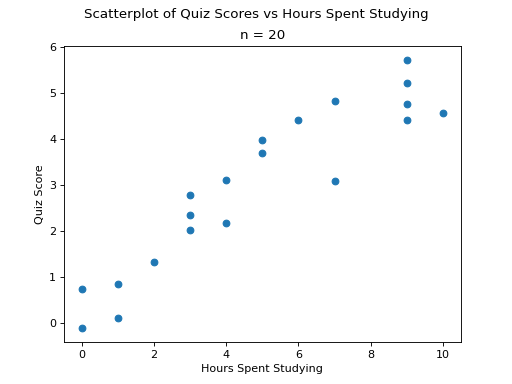 Scatterplot of Quiz Scores vs Hours Spent Studying
n = 20
6
5
4
3
2
1
0
Quiz Score
0 2 4 6 8 10
Hours Spent Studying